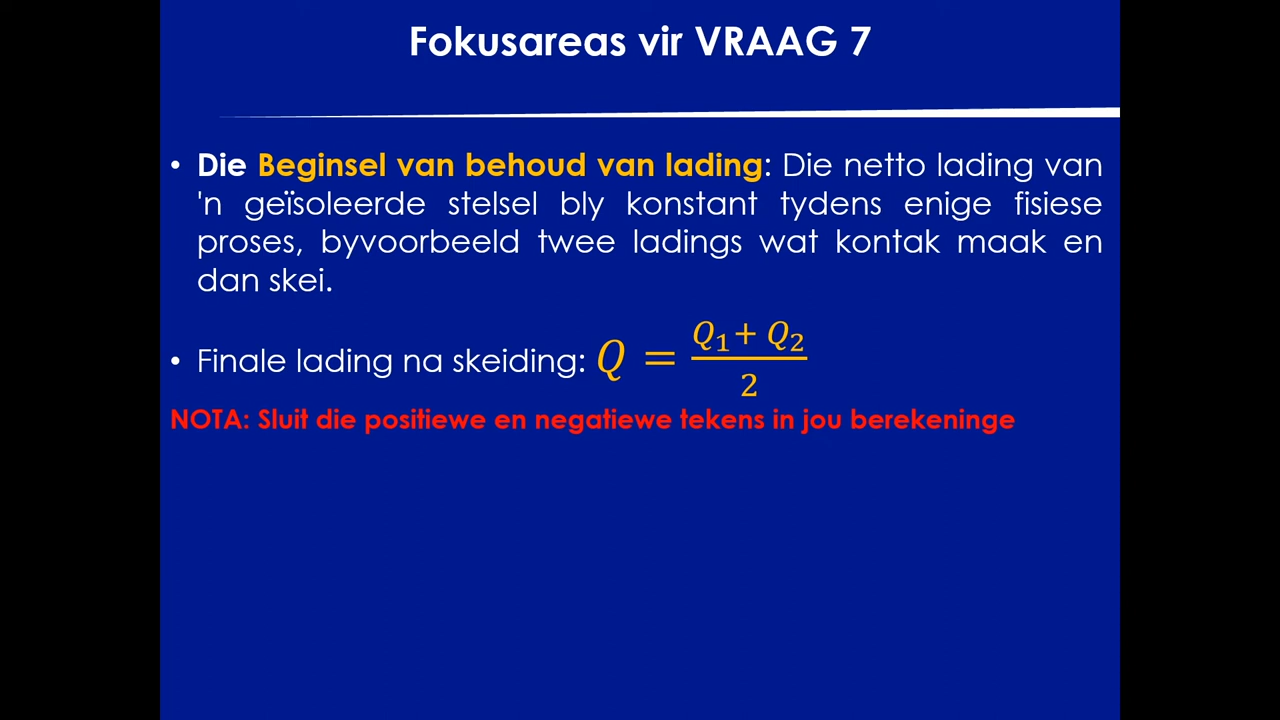 Fokusareas vir VRAAG 7
• Die Beginsel van behoud van lading: Die netto lading van
'n geïsoleerde stelsel bly konstant tydens enige fisiese
proses, byvoorbeeld twee ladings wat kontak maak en
dan skei.
• Finale lading na skeiding: Q = (Q₁+ Q₂)/2
NOTA: Sluit die positiewe en negatiewe tekens in jou berekeninge